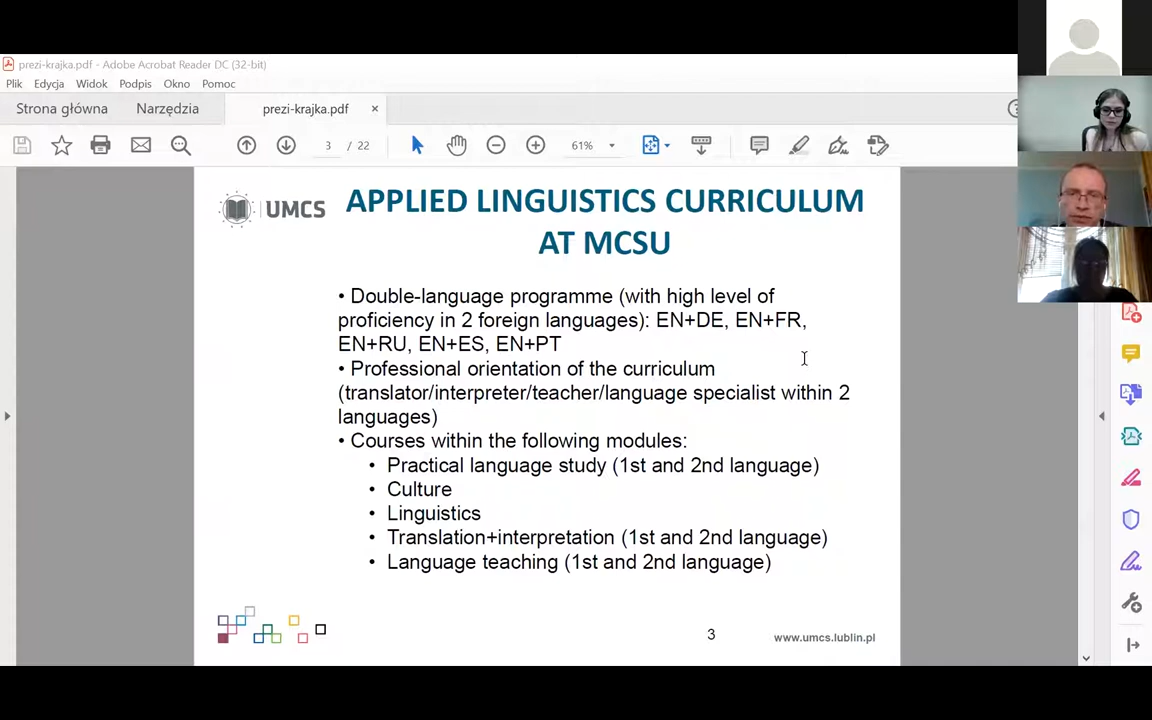 prezi-krajka.pdf - Adobe Acrobat Reader DC (32-bit)
Plik Edycja Widok Podpis Okno Pomoc
Strona główna Narzędzia prezi-krajka.pdf ×
3 / 22 61%
UMCS
APPLIED LINGUISTICS CURRICULUM
AT MCSU
• Double-language programme (with high level of
proficiency in 2 foreign languages): EN+DE, EN+FR,
EN+RU, EN+ES, EN+PT
• Professional orientation of the curriculum
(translator/interpreter/teacher/language specialist within 2
languages)
• Courses within the following modules:
• Practical language study (1st and 2nd language)
• Culture
• Linguistics
• Translation+interpretation (1st and 2nd language)
• Language teaching (1st and 2nd language)
3
www.umcs.lublin.pl